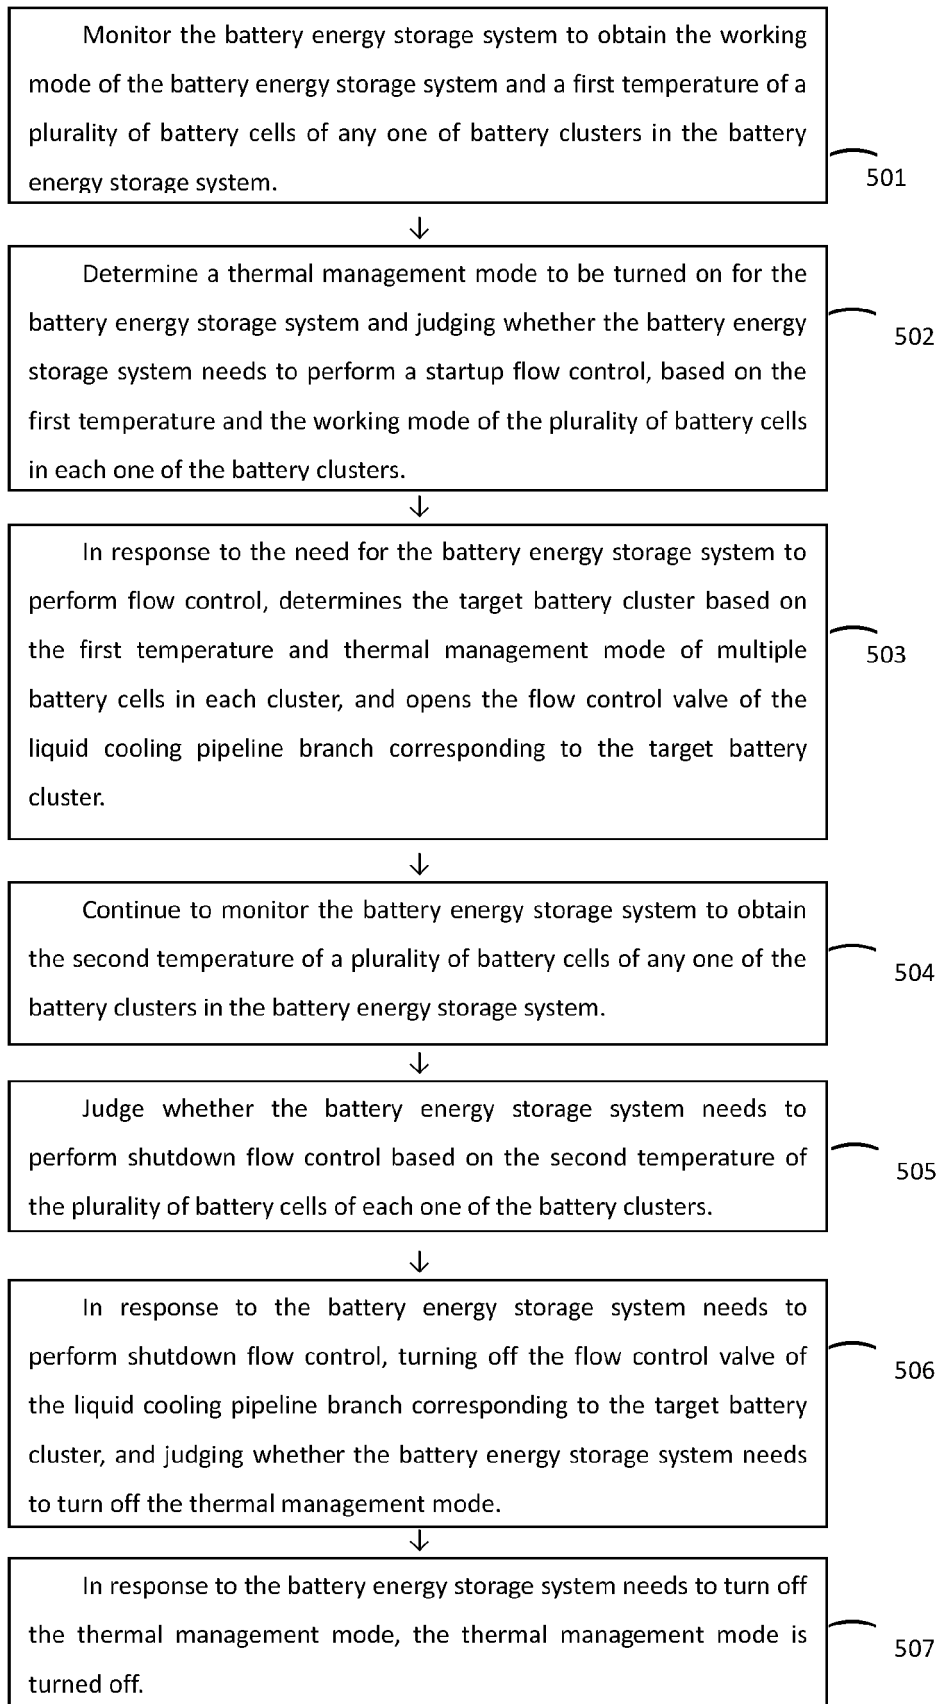 Monitor the battery energy storage system to obtain the working
mode of the battery energy storage system and a first temperature of a
plurality of battery cells of any one of battery clusters in the battery
energy storage system.
501
Determine a thermal management mode to be turned on for the
battery energy storage system and judging whether the battery energy
storage system needs to perform a startup flow control, based on the
first temperature and the working mode of the plurality of battery cells
in each one of the battery clusters.
502
In response to the need for the battery energy storage system to
perform flow control, determines the target battery cluster based on
the first temperature and thermal management mode of multiple
battery cells in each cluster, and opens the flow control valve of the
liquid cooling pipeline branch corresponding to the target battery
cluster.
503
Continue to monitor the battery energy storage system to obtain
the second temperature of a plurality of battery cells of any one of the
battery clusters in the battery energy storage system.
504
Judge whether the battery energy storage system needs to
perform shutdown flow control based on the second temperature of
the plurality of battery cells of each one of the battery clusters.
505
In response to the battery energy storage system needs to
perform shutdown flow control, turning off the flow control valve of
the liquid cooling pipeline branch corresponding to the target battery
cluster, and judging whether the battery energy storage system needs
to turn off the thermal management mode.
506
In response to the battery energy storage system needs to turn off
the thermal management mode, the thermal management mode is
turned off.
507